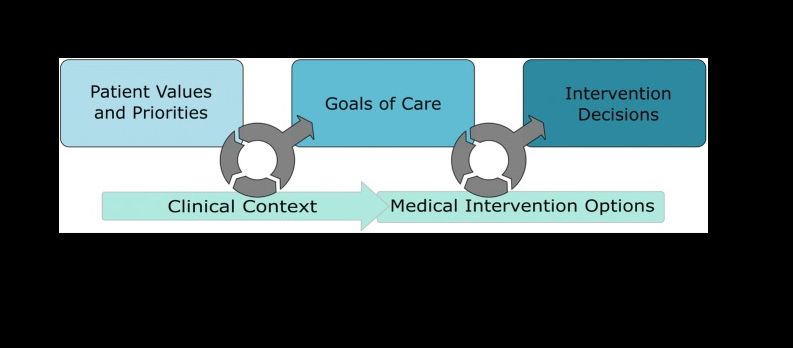 Patient Values
and Priorities
Goals of Care
Intervention
Decisions
Clinical Context
Medical Intervention Options